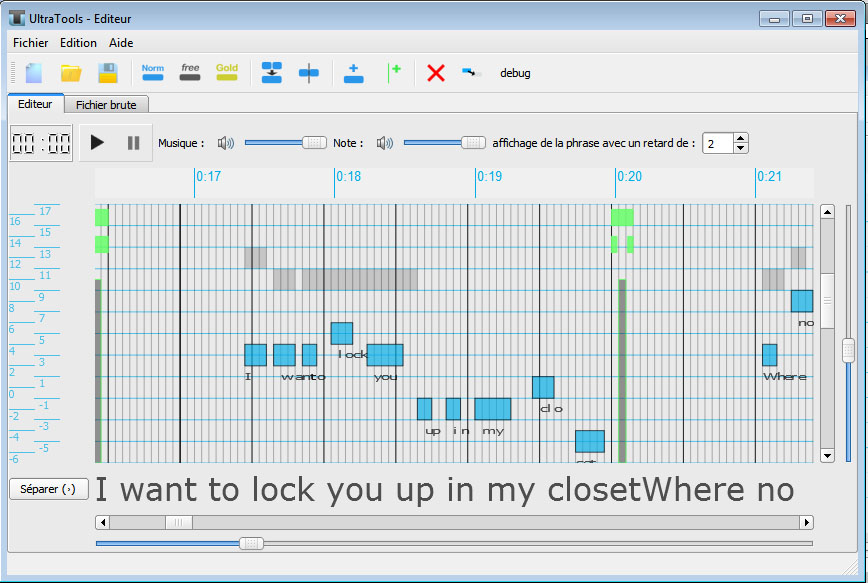 UltraTools - Editeur
Fichier Edition Aide
Norm free Gold debug
Editeur Fichier brute
00:00 Musique : Note : affichage de la phrase avec un retard de : 2
0:17 0:18 0:19 0:20 0:21
17
16
15
14
13
12
11
10
9
8
7
6
5
4
3
2
1
0
-1
-2
-3
-4
-5
-6
no
lock
I want to you Where
clo
up in my
Séparer (·) I want to lock you up in my closetWhere no